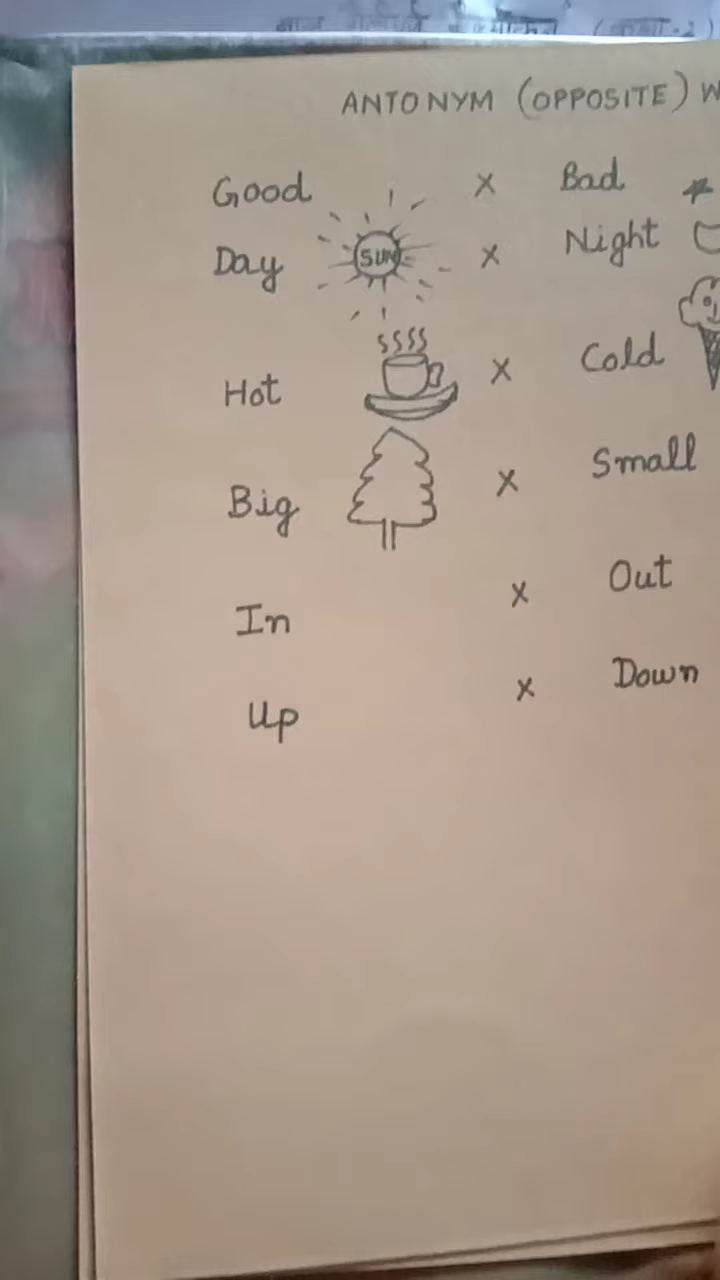 ANTONYM (OPPOSITE) W
Good x Bad
Day SUN x Night
Hot x Cold
Big x Small
In x Out
Up x Down